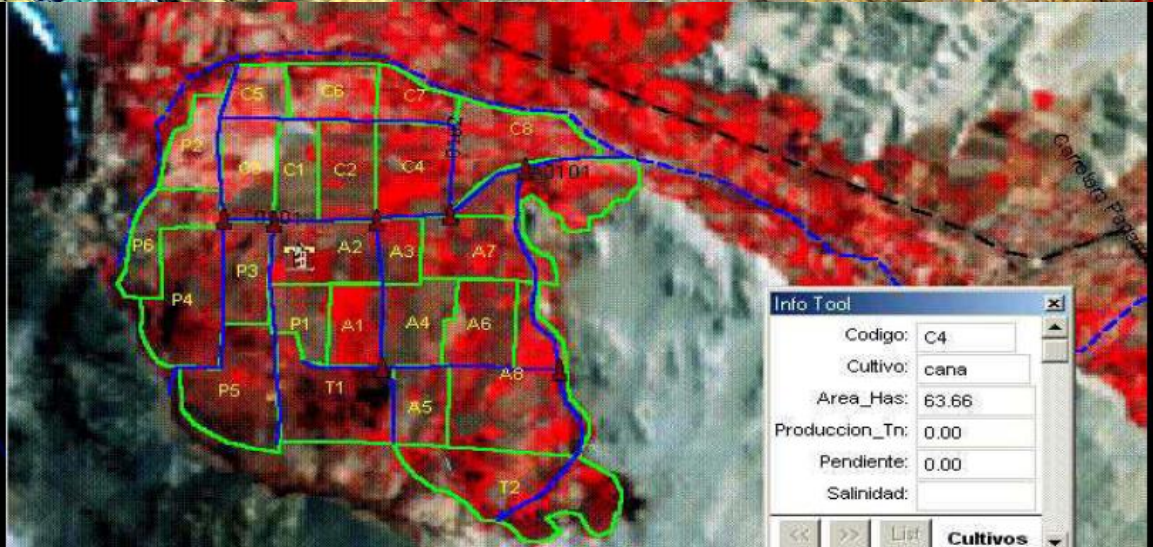 C5
C6
C7
C8
P2
C3
C1
C2
C4
P6
P3
A2
A3
A7
P4
P1
A1
A4
A6
A8
P5
T1
A5
T2
Info Tool
Codigo: C4
Cultivo: cana
Area_Has: 63.66
Produccion_Tn: 0.00
Pendiente: 0.00
Salinidad:
<< >> List Cultivos